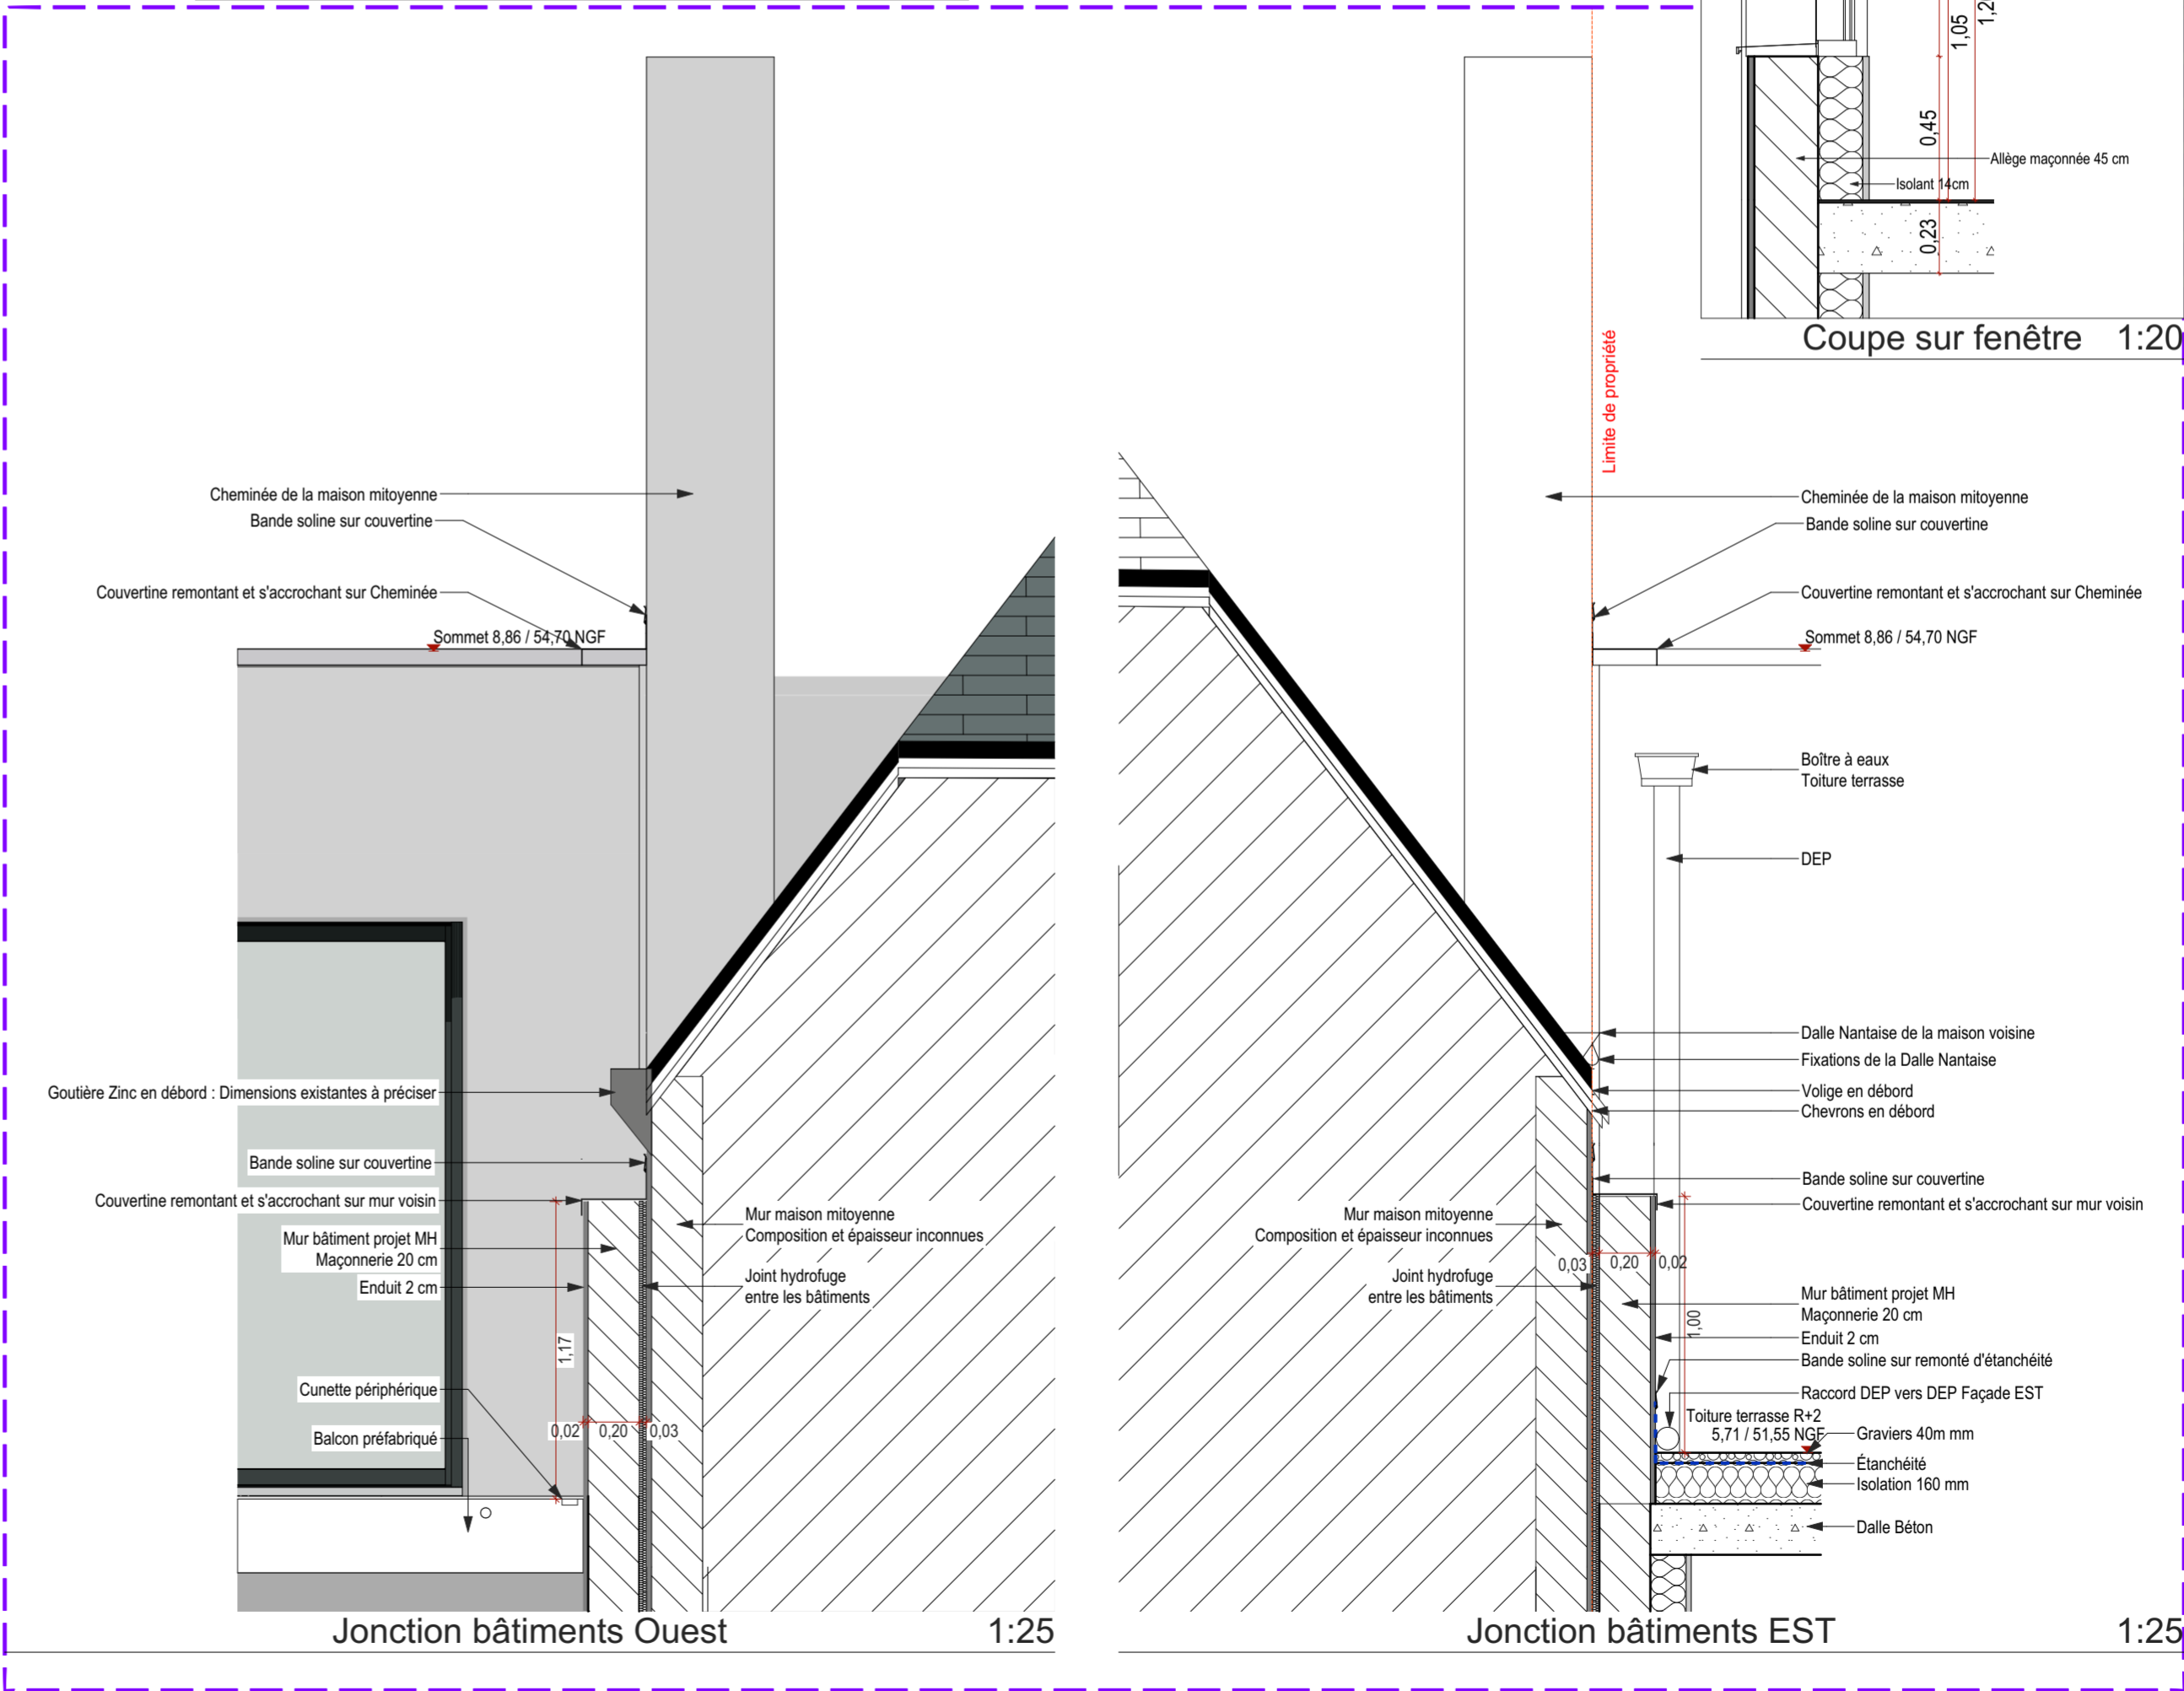 1,2
1,05
0,45
Allège maçonnée 45 cm
Isolant 14cm
0,23
Coupe sur fenêtre 1:20
Limite de propriété
Cheminée de la maison mitoyenne
Bande soline sur couvertine
Couvertine remontant et s'accrochant sur Cheminée
Sommet 8,86 / 54,70 NGF
Goutière Zinc en débord : Dimensions existantes à préciser
Bande soline sur couvertine
Couvertine remontant et s'accrochant sur mur voisin
Mur bâtiment projet MH
Maçonnerie 20 cm
Enduit 2 cm
1,17
Cunette périphérique
Balcon préfabriqué
0,02
0,20
0,03
Mur maison mitoyenne
Composition et épaisseur inconnues
Joint hydrofuge
entre les bâtiments
Jonction bâtiments Ouest 1:25
Cheminée de la maison mitoyenne
Bande soline sur couvertine
Couvertine remontant et s'accrochant sur Cheminée
Sommet 8,86 / 54,70 NGF
Boître à eaux
Toiture terrasse
DEP
Dalle Nantaise de la maison voisine
Fixations de la Dalle Nantaise
Volige en débord
Chevrons en débord
Bande soline sur couvertine
Couvertine remontant et s'accrochant sur mur voisin
Mur maison mitoyenne
Composition et épaisseur inconnues
Joint hydrofuge
entre les bâtiments
0,03
0,20
0,02
1,00
Mur bâtiment projet MH
Maçonnerie 20 cm
Enduit 2 cm
Bande soline sur remonté d'étanchéité
Raccord DEP vers DEP Façade EST
Toiture terrasse R+2
5,71 / 51,55 NGF
Graviers 40m mm
Étanchéité
Isolation 160 mm
Dalle Béton
Jonction bâtiments EST 1:25